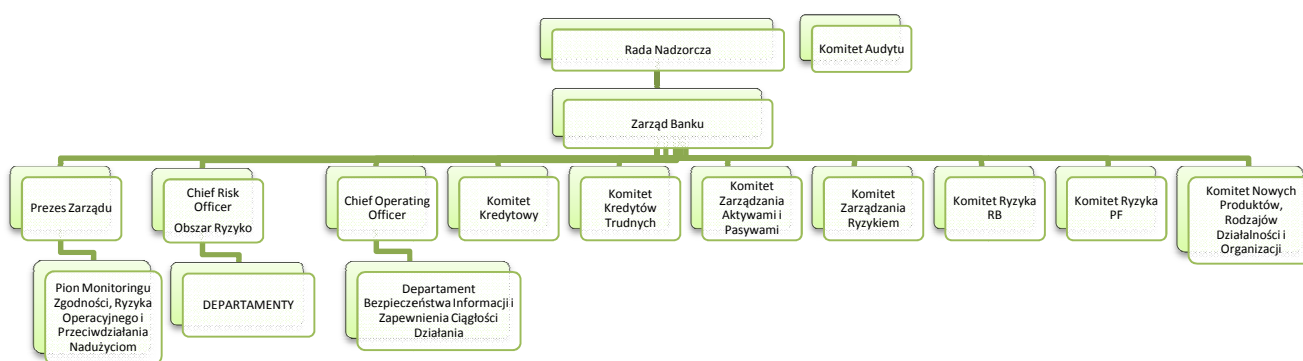 Rada Nadzorcza
Komitet Audytu
Zarząd Banku
Prezes Zarządu
Chief Risk
Officer
Obszar Ryzyko
Chief Operating
Officer
Komitet
Kredytowy
Komitet
Kredytów
Trudnych
Komitet
Zarządzania
Aktywami i
Pasywami
Komitet
Zarządzania
Ryzykiem
Komitet Ryzyka
RB
Komitet Ryzyka
PF
Komitet Nowych
Produktów,
Rodzajów
Działalności i
Organizacji
Pion Monitoringu
Zgodności, Ryzyka
Operacyjnego i
Przeciwdziałania
Nadużyciom
DEPARTAMENTY
Departament
Bezpieczeństwa Informacji i
Zapewnienia Ciągłości
Działania